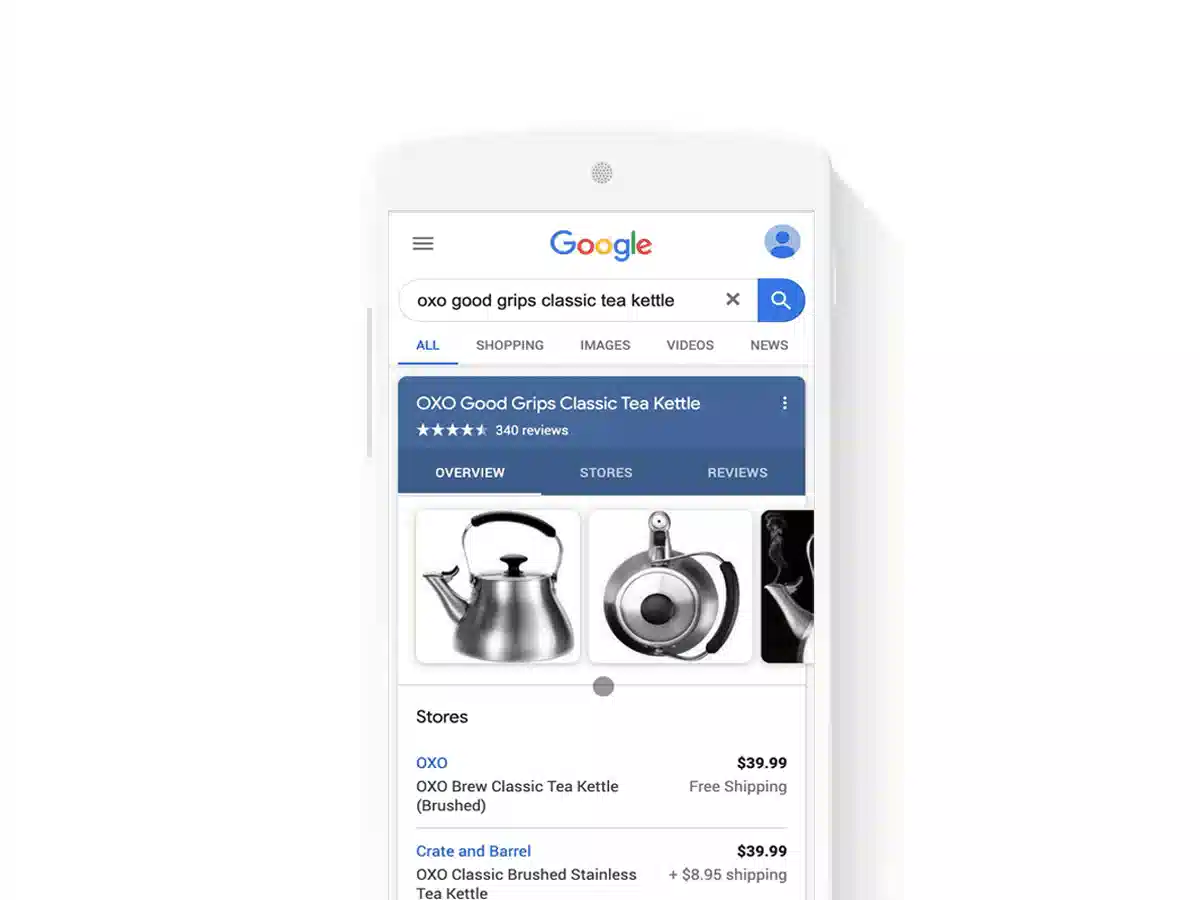 Google
oxo good grips classic tea kettle
ALL SHOPPING IMAGES VIDEOS NEWS
OXO Good Grips Classic Tea Kettle
340 reviews
OVERVIEW STORES REVIEWS
Stores
OXO $39.99
OXO Brew Classic Tea Kettle Free Shipping
(Brushed)
Crate and Barrel $39.99
OXO Classic Brushed Stainless + $8.95 shipping
Tea Kettle